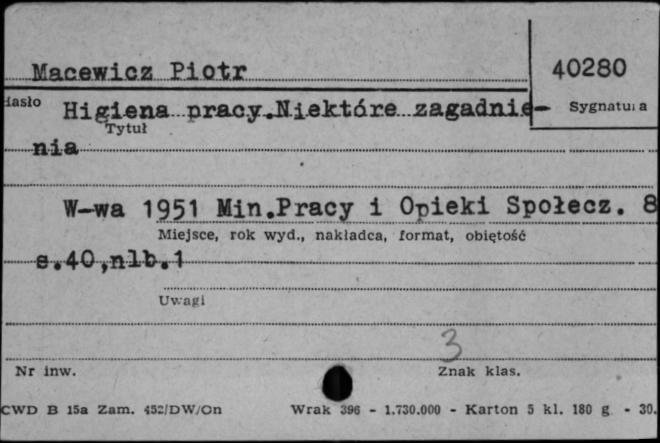 Macewicz Piotr
40280
Hasło
Higiena pracy.Niektóre zagadnie-
Sygnatura
Tytuł
nia
W-wa 1951 Min.Pracy i Opieki Społecz. 8
Miejsce, rok wyd., nakładca, format, objętość
s.40,nlb.1
Uwagi
3
Nr inw.
Znak klas.
CWD B 15a Zam. 452/DW/On
Wrak 396 - 1.730.000 - Karton 5 kl. 180 g - 30.